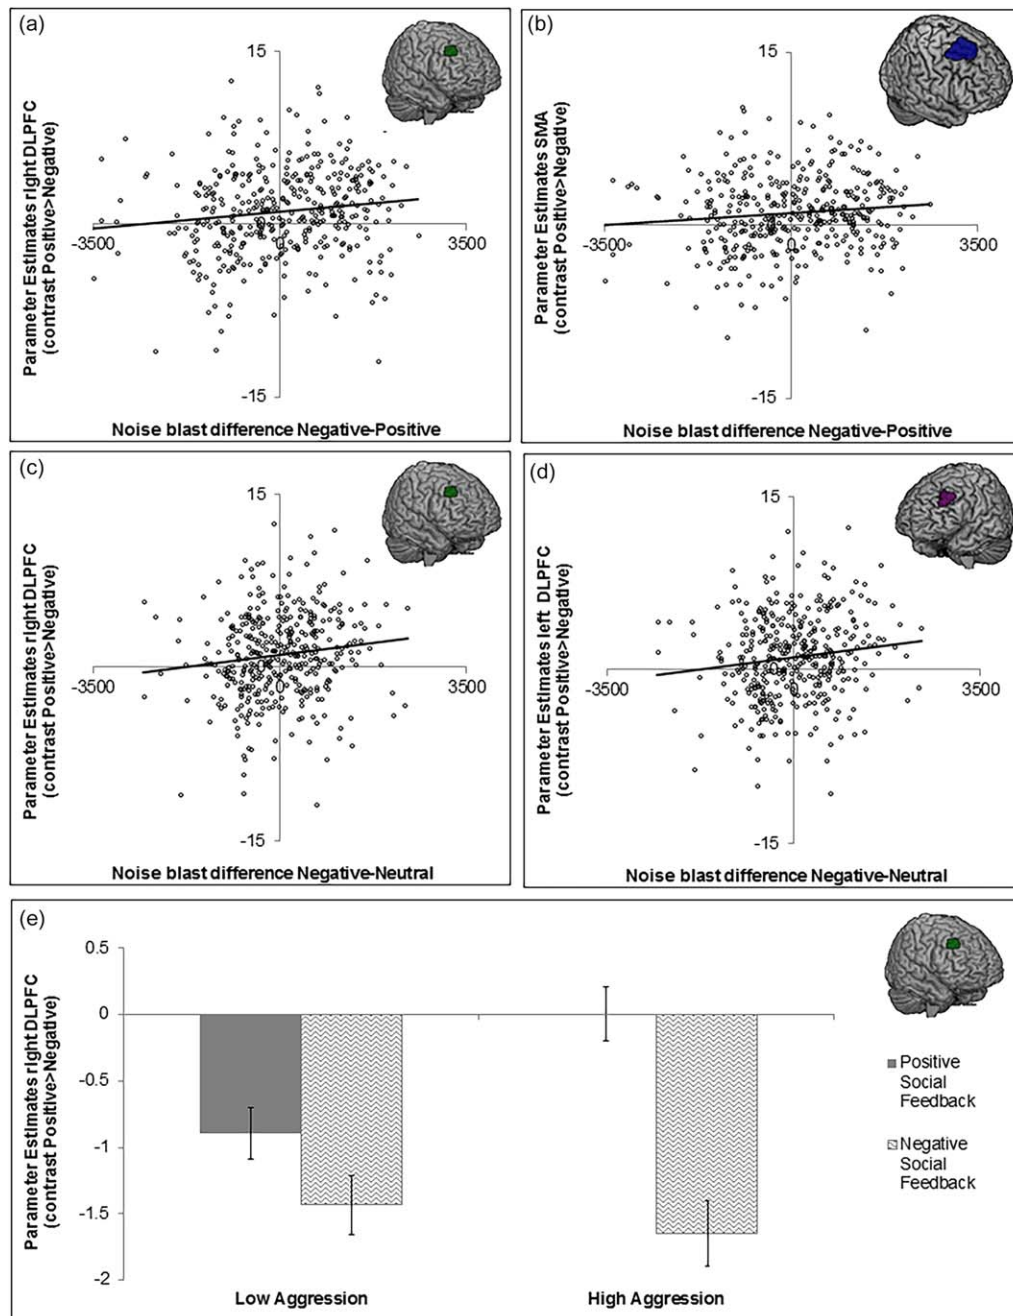 (a)
15
Parameter Estimates right DLPFC
(contrast Positive>Negative)
-3500
0
3500
-15
Noise blast difference Negative-Positive
(b)
15
Parameter Estimates SMA
(contrast Positive>Negative)
-3500
0
3500
-15
Noise blast difference Negative-Positive
(c)
15
Parameter Estimates right DLPFC
(contrast Positive>Negative)
-3500
0
3500
-15
Noise blast difference Negative-Neutral
(d)
15
Parameter Estimates left DLPFC
(contrast Positive>Negative)
-3500
0
3500
-15
Noise blast difference Negative-Neutral
(e)
Parameter Estimates right DLPFC
(contrast Positive>Negative)
0.5
0
-0.5
-1
-1.5
-2
Low Aggression
High Aggression
Positive
Social
Feedback
Negative
Social
Feedback